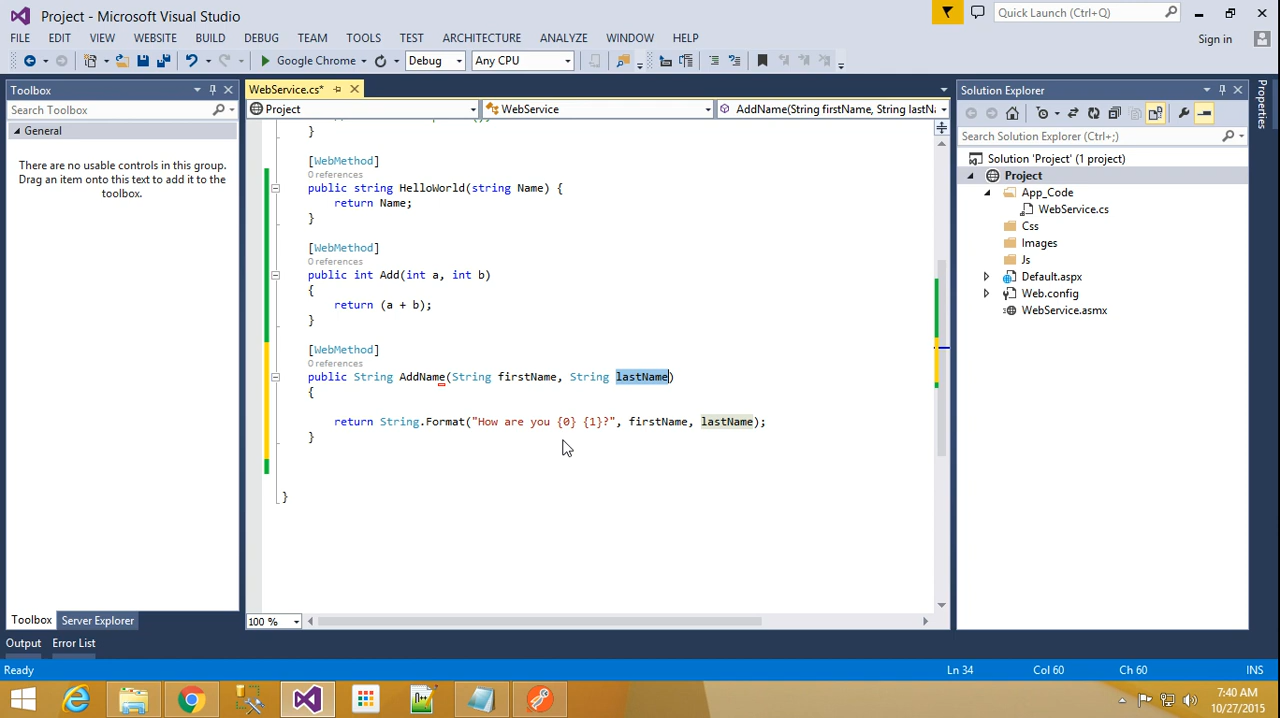 Project - Microsoft Visual Studio
Quick Launch (Ctrl+Q)
FILE EDIT VIEW WEBSITE BUILD DEBUG TEAM TOOLS TEST ARCHITECTURE ANALYZE WINDOW HELP
Sign in
Google Chrome Debug Any CPU
Toolbox
Search Toolbox
General
There are no usable controls in this group.
Drag an item onto this text to add it to the
toolbox.
Toolbox Server Explorer
WebService.cs*
Project WebService AddName(String firstName, String lastNa
}
[WebMethod]
0 references
public string HelloWorld(string Name) {
return Name;
}
[WebMethod]
0 references
public int Add(int a, int b)
{
return (a + b);
}
[WebMethod]
0 references
public String AddName(String firstName, String lastName)
{
return String.Format("How are you {0} {1}?", firstName, lastName);
}
}
100 %
Solution Explorer
Search Solution Explorer (Ctrl+;)
Solution 'Project' (1 project)
Project
App_Code
WebService.cs
Css
Images
Js
Default.aspx
Web.config
WebService.asmx
Properties
Output Error List
Ready Ln 34 Col 60 Ch 60 INS
7:40 AM
10/27/2015